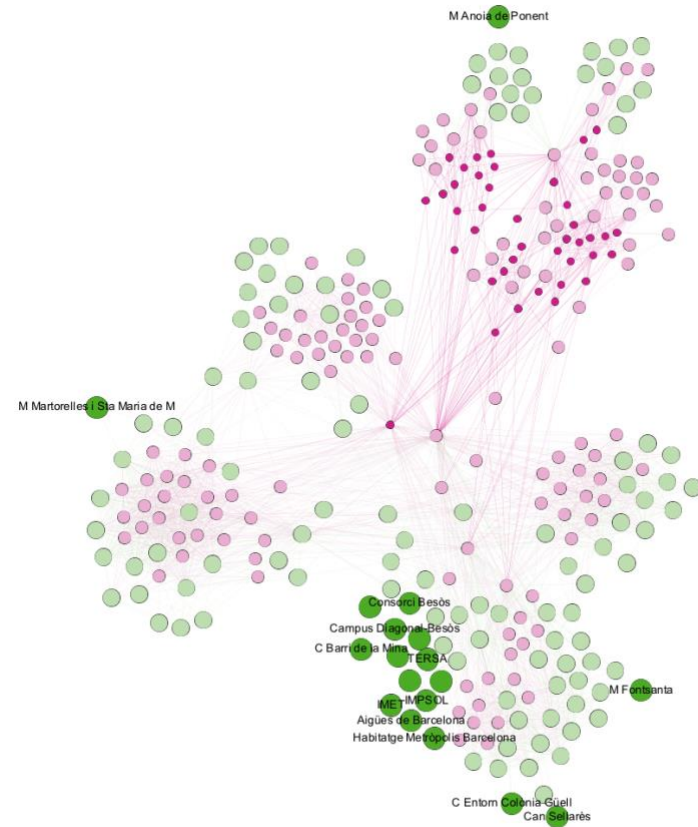 M Anoia de Ponent
M Martorelles i Sta Maria de M
Consorci Besòs
Campus Diagonal-Besòs
C Barri de la Mina
TERSA
M Fontsanta
IMPSOL
IMET
Aigües de Barcelona
Habitatge Metròpolis Barcelona
C Entorn Colònia Güell
Can Sellarès